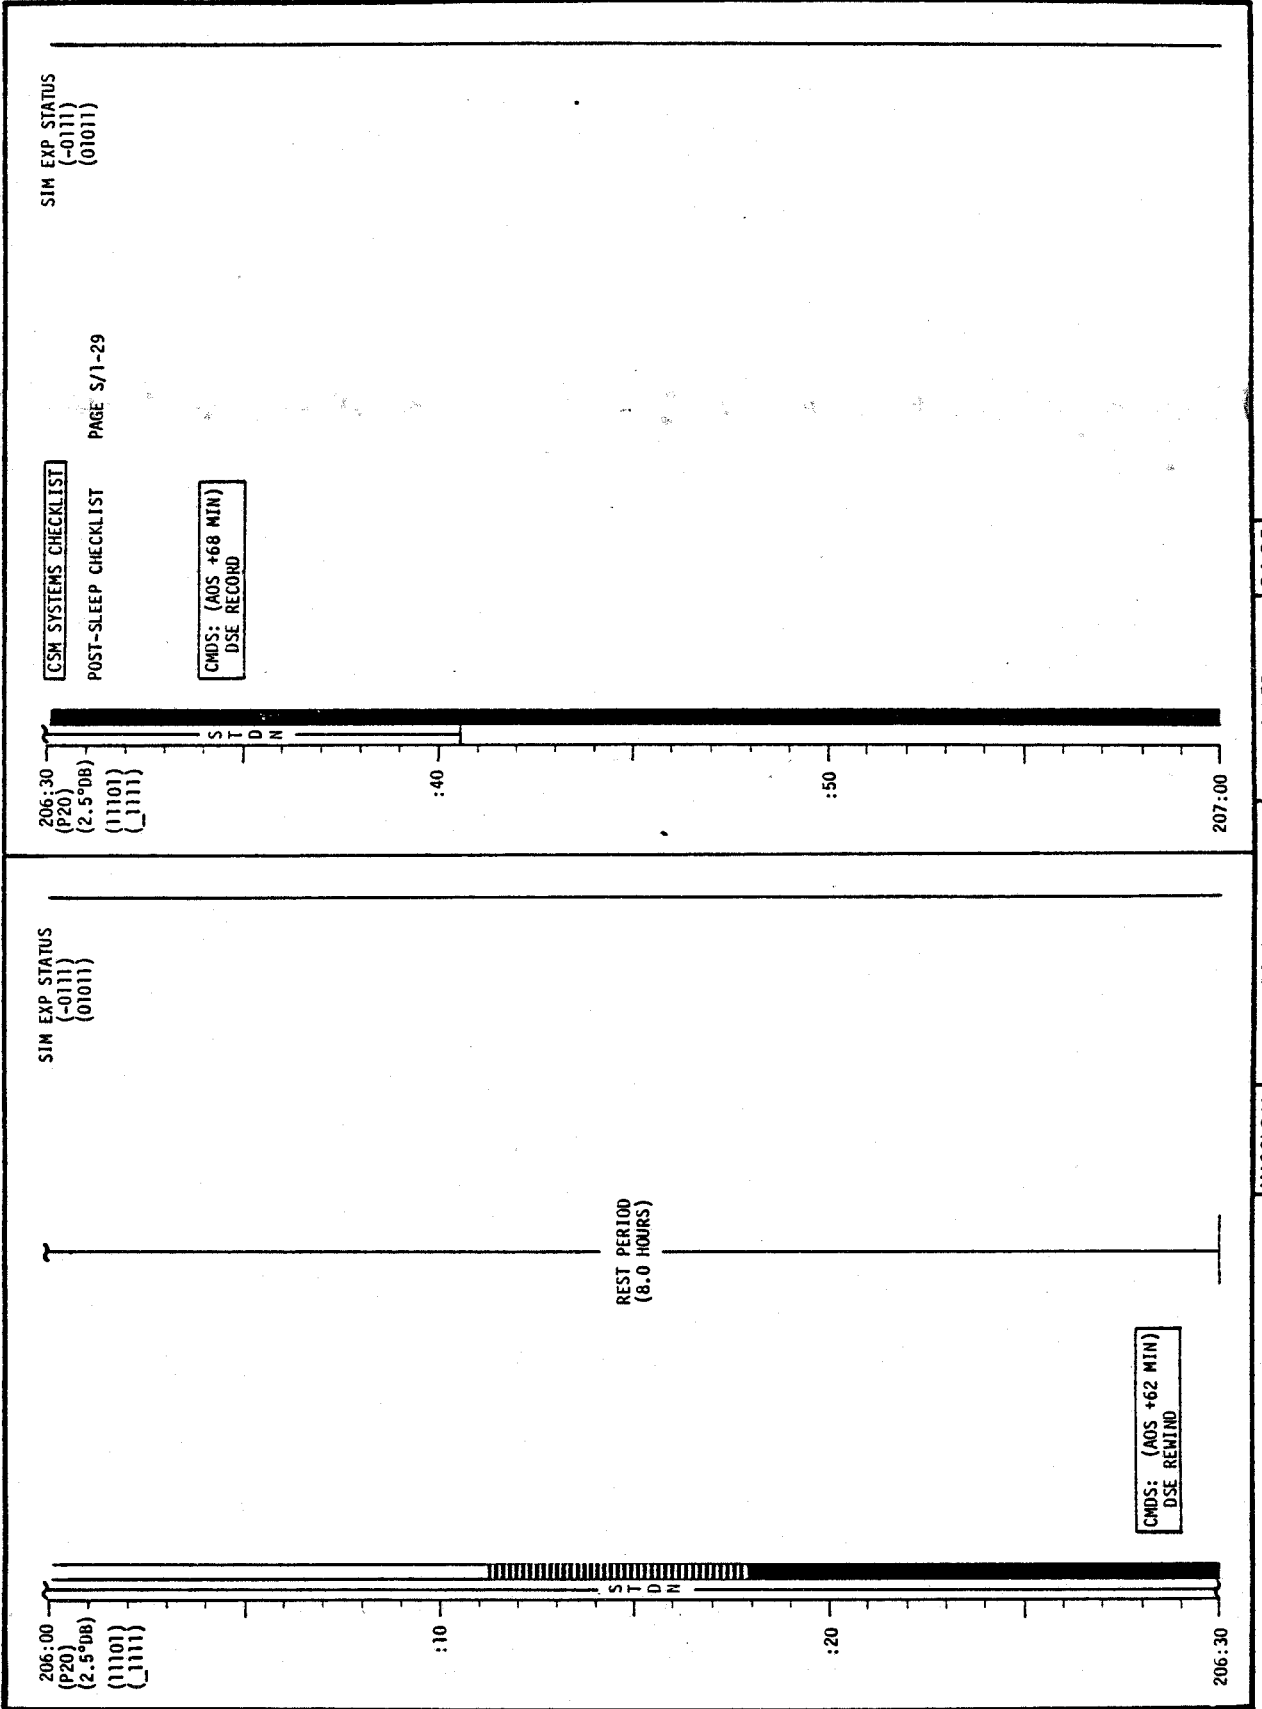 206:00
(P20)
(2.5°DB)
(11101)
(_1111)
:10
:20
206:30
S
T
D
N
CMDS: (AOS +62 MIN)
DSE REWIND
REST PERIOD
(8.0 HOURS)
SIM EXP STATUS
(-0111)
(01011)
206:30
(P20)
(2.5°DB)
(11101)
(_1111)
:40
:50
207:00
S
T
D
N
CSM SYSTEMS CHECKLIST
POST-SLEEP CHECKLIST PAGE S/1-29
CMDS: (AOS +68 MIN)
DSE RECORD
SIM EXP STATUS
(-0111)
(01011)